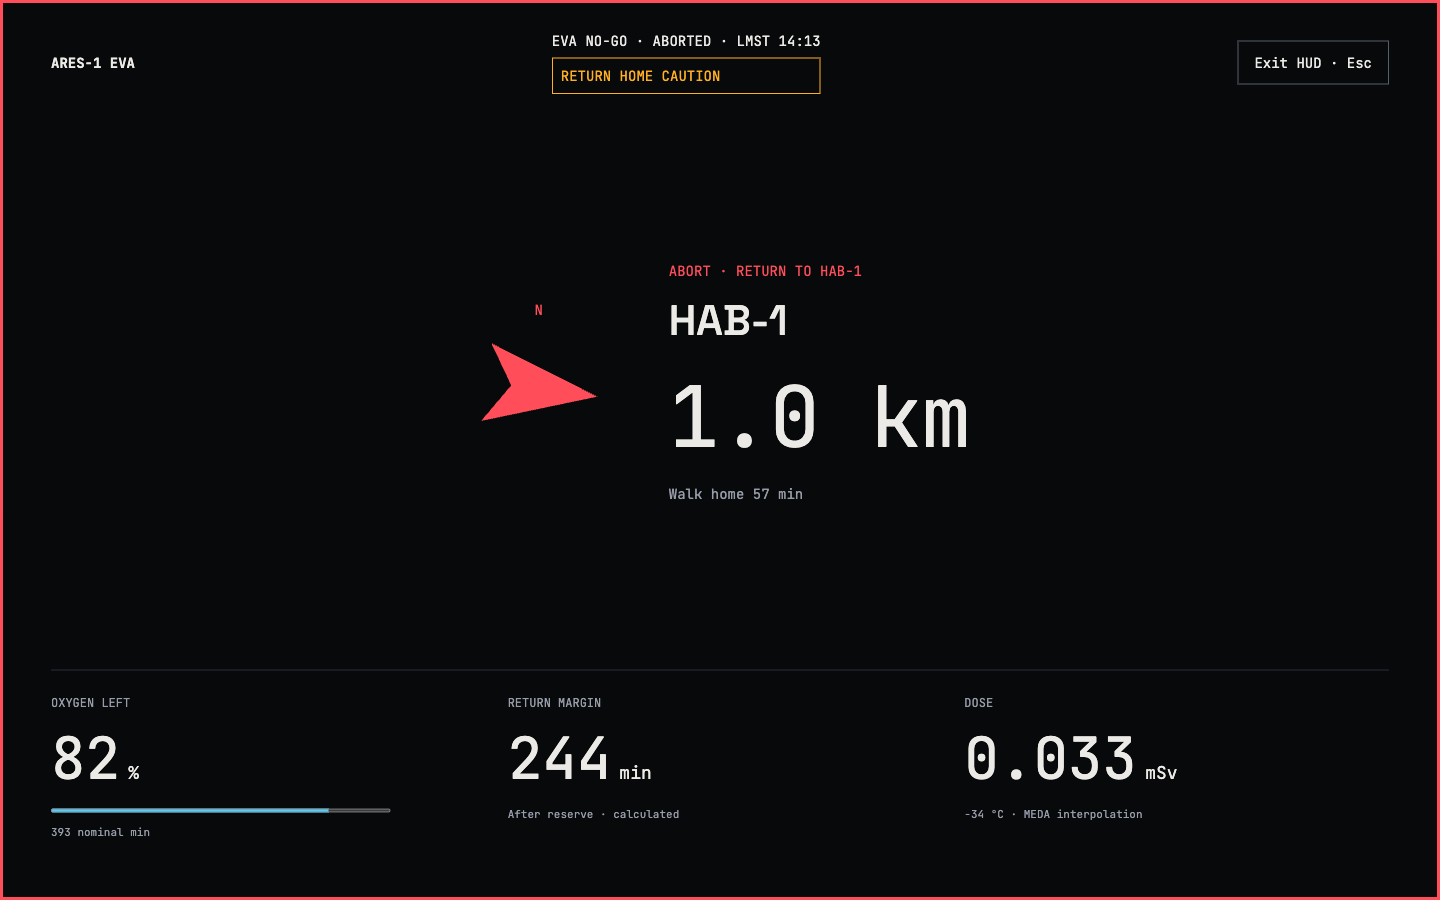 ARES-1 EVA
EVA NO-GO · ABORTED · LMST 14:13
RETURN HOME CAUTION
Exit HUD · Esc
N
ABORT · RETURN TO HAB-1
HAB-1
1.0 km
Walk home 57 min
OXYGEN LEFT
82 %
393 nominal min
RETURN MARGIN
244 min
After reserve · calculated
DOSE
0.033 mSv
-34 °C · MEDA interpolation